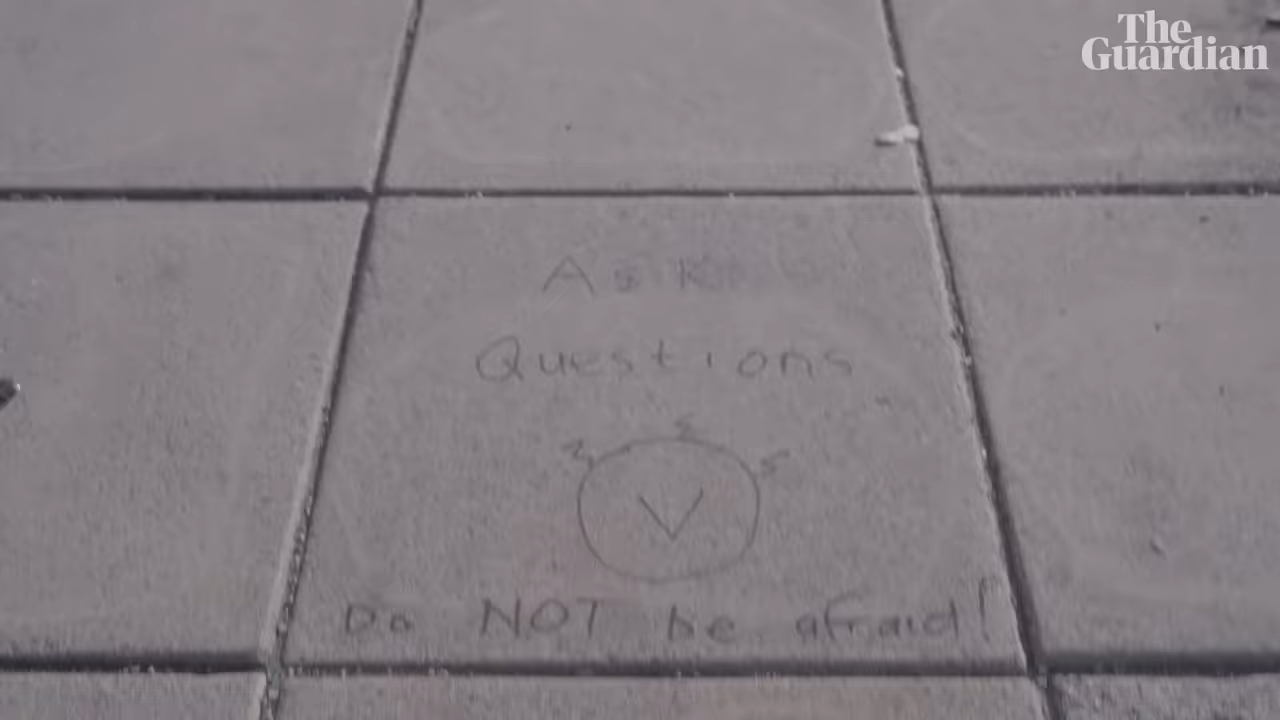 The
Guardian
ASK
Questions
V
Do NOT be afraid!